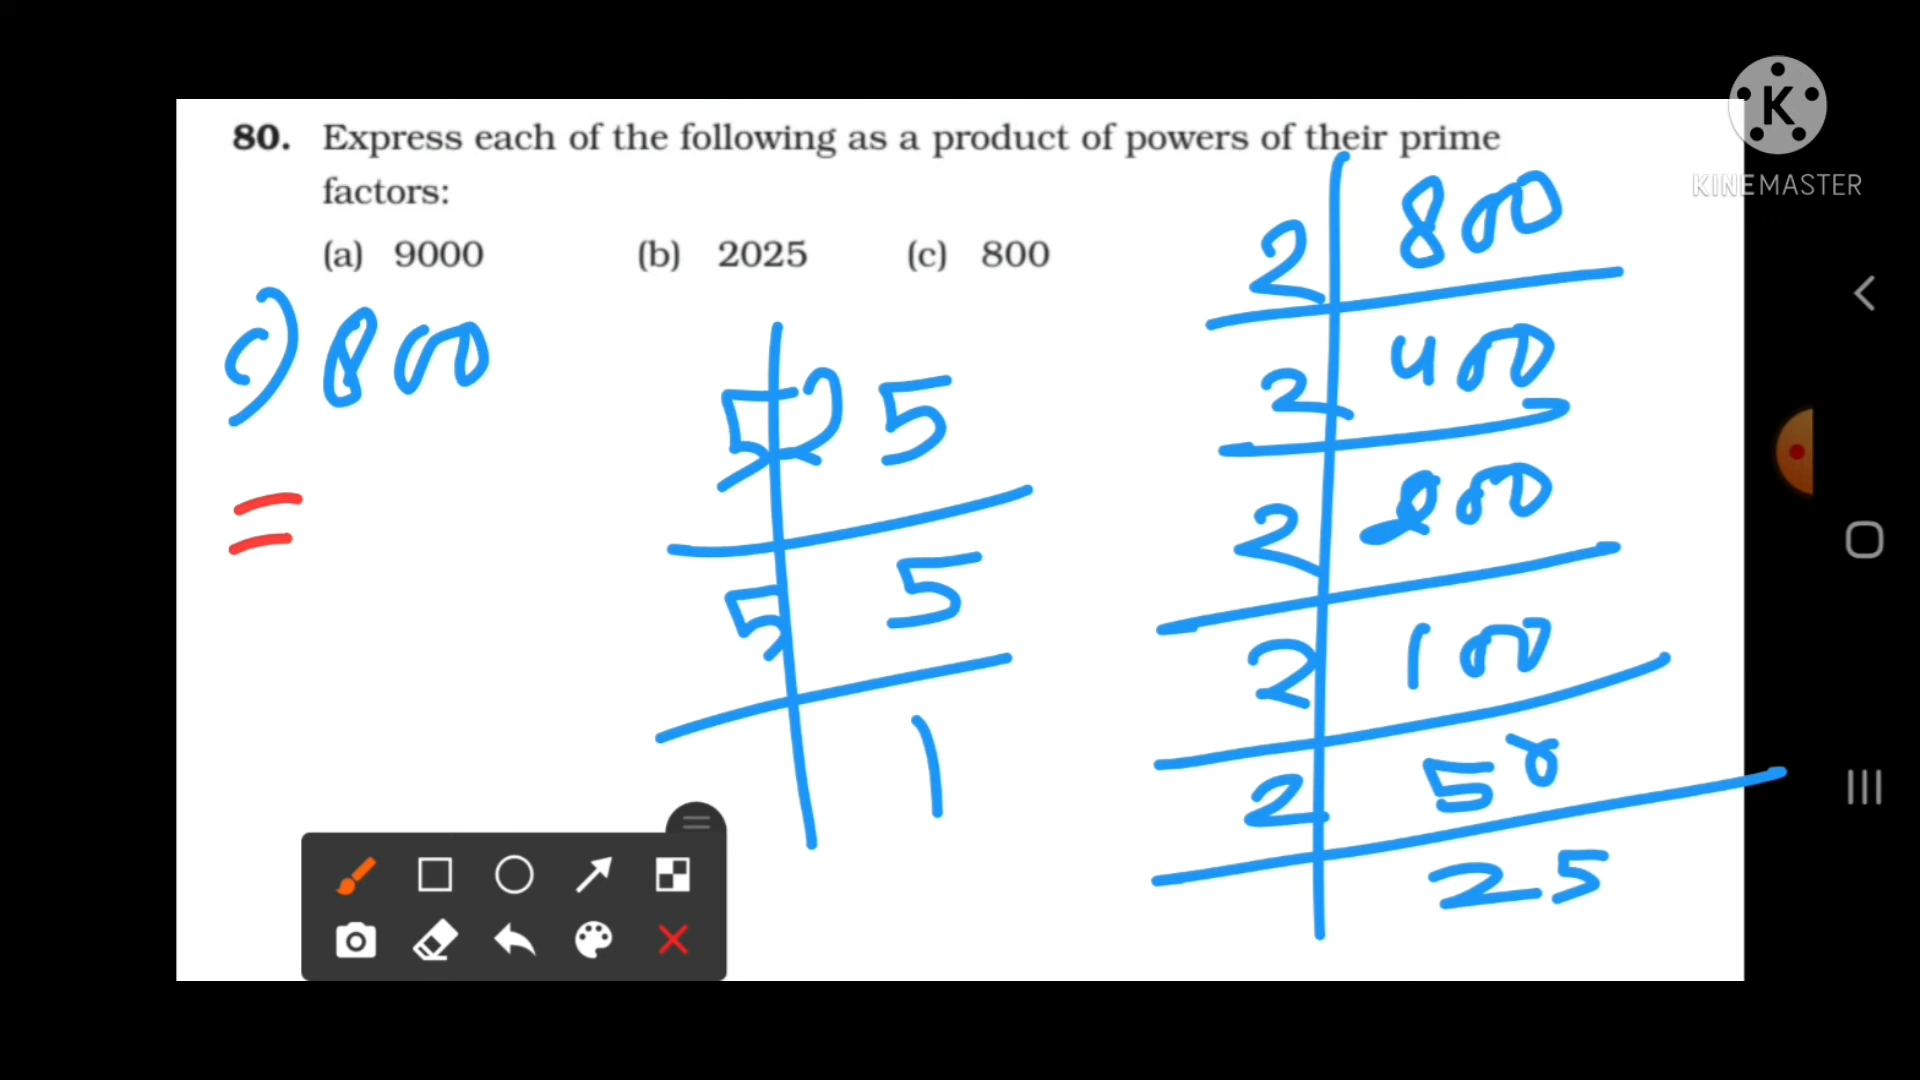 80. Express each of the following as a product of powers of their prime
factors:
(a) 9000 (b) 2025 (c) 800
c) 800
=
5 25
5 5
1
2 800
2 400
2 200
2 100
2 50
25
K
KINEMASTER